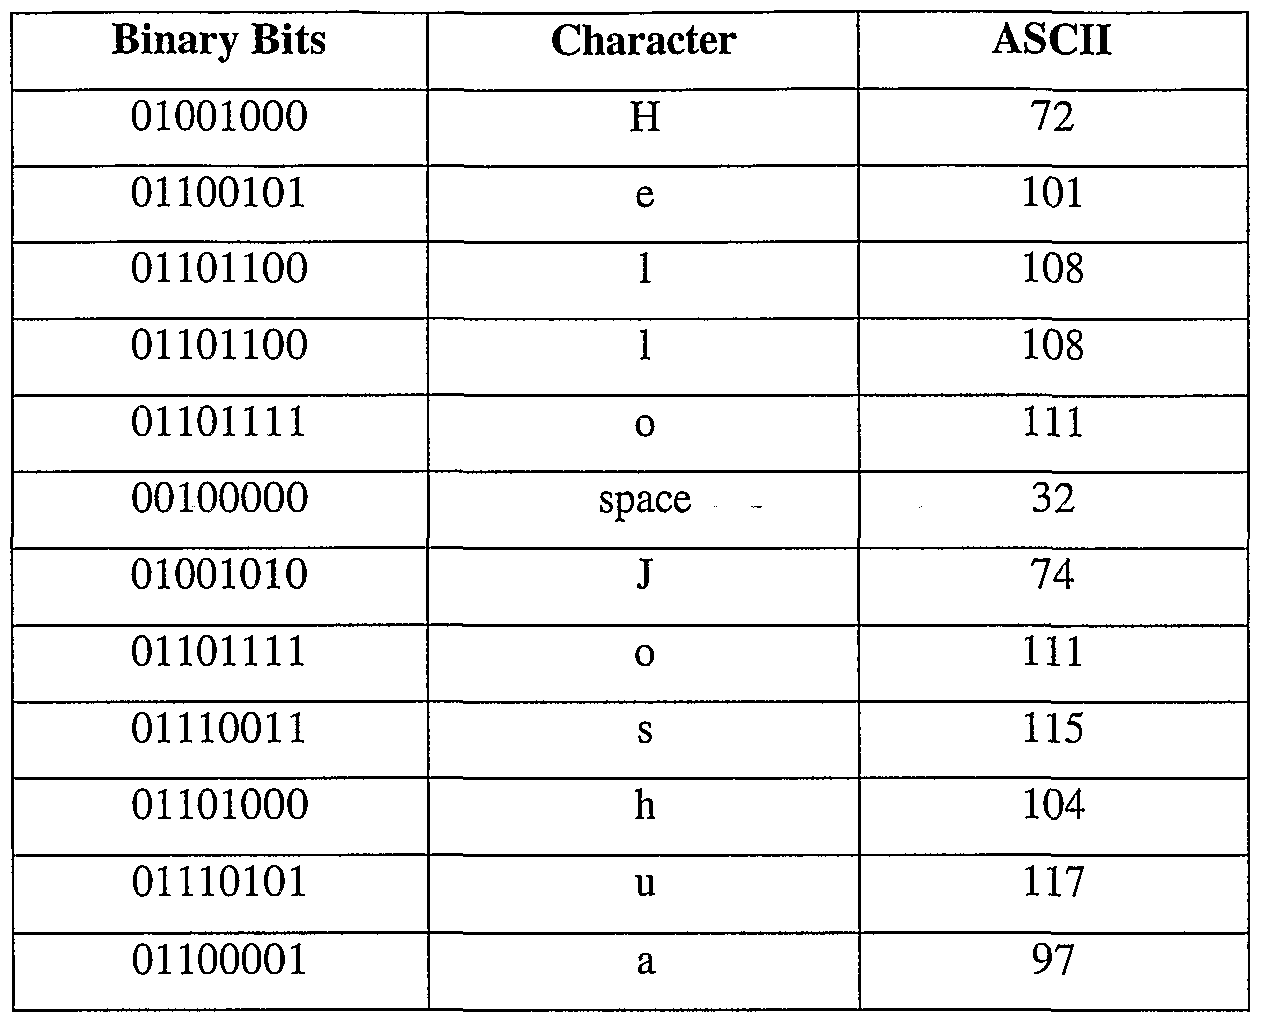 Binary Bits Character ASCII
01001000 H 72
01100101 e 101
01101100 l 108
01101100 l 108
01101111 o 111
00100000 space 32
01001010 J 74
01101111 o 111
01110011 s 115
01101000 h 104
01110101 u 117
01100001 a 97